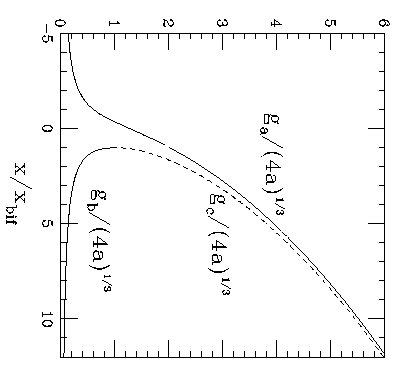 0 1 2 3 4 5 6
-5
0
5
10
x/x_bif
g_a/(4a)^1/3
g_c/(4a)^1/3
g_b/(4a)^1/3